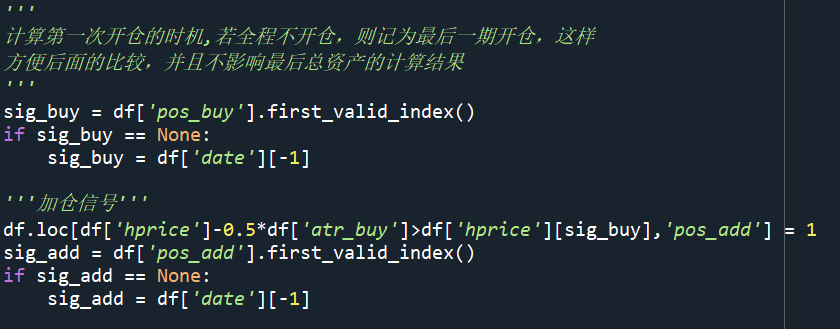 '''
计算第一次开仓的时机,若全程不开仓，则记为最后一期开仓，这样
方便后面的比较，并且不影响最后总资产的计算结果
'''
sig_buy = df['pos_buy'].first_valid_index()
if sig_buy == None:
    sig_buy = df['date'][-1]

'''加仓信号'''
df.loc[df['hprice']-0.5*df['atr_buy']>df['hprice'][sig_buy],'pos_add'] = 1
sig_add = df['pos_add'].first_valid_index()
if sig_add == None:
    sig_add = df['date'][-1]